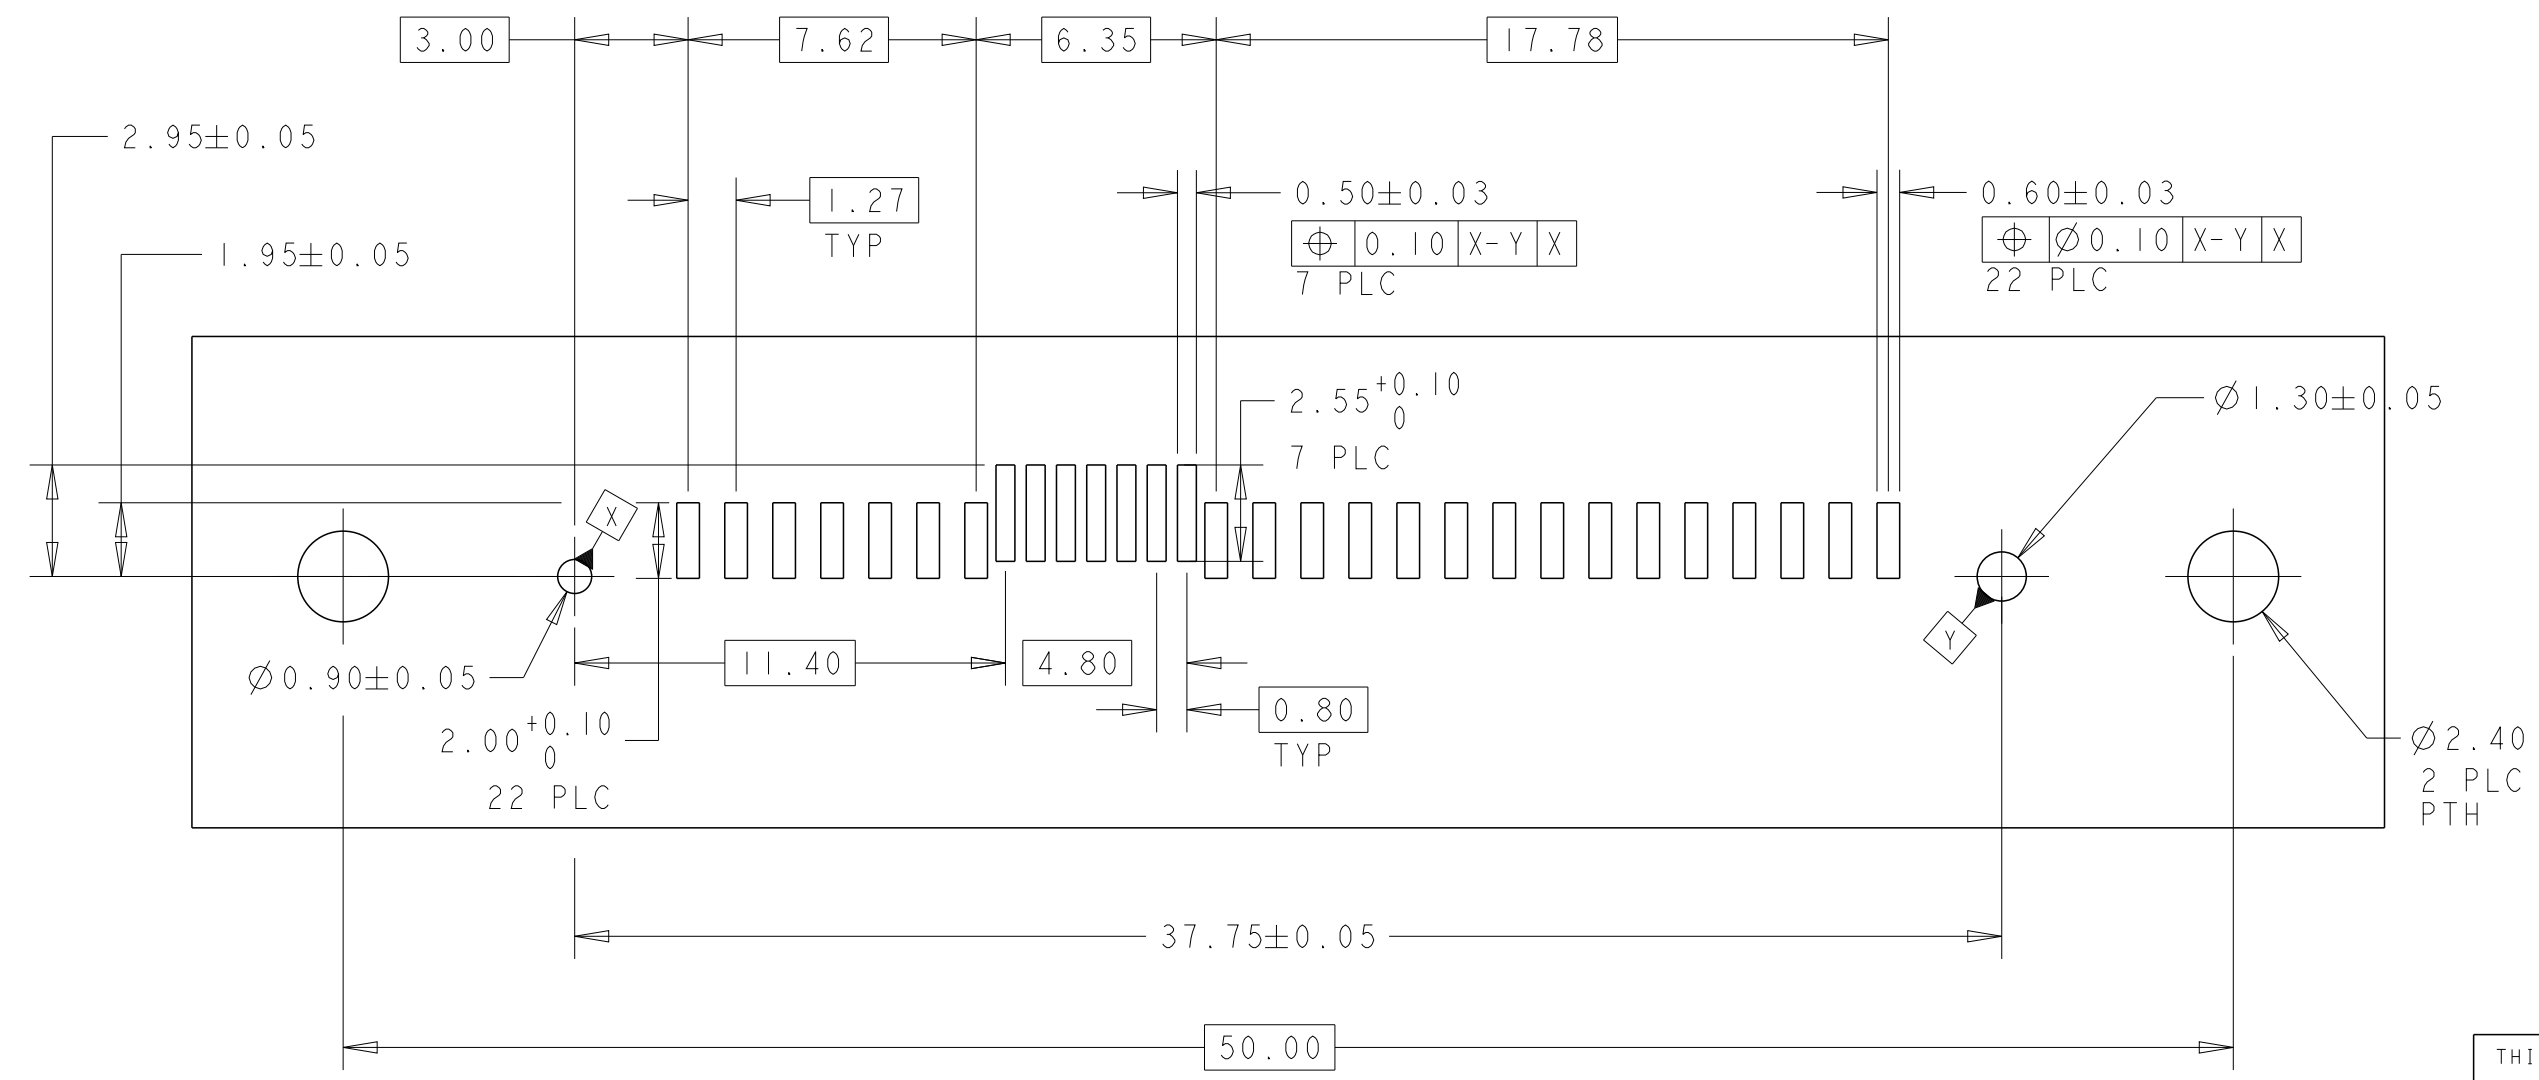 3.00
7.62
6.35
17.78
2.95±0.05
1.27
TYP
0.50±0.03
⌖ 0.10 X-Y X
7 PLC
0.60±0.03
⌖ Ø0.10 X-Y X
22 PLC
1.95±0.05
2.55 +0.10
0
7 PLC
Ø1.30±0.05
X
Y
11.40
4.80
Ø0.90±0.05
0.80
TYP
2.00 +0.10
0
22 PLC
Ø2.40
2 PLC
PTH
37.75±0.05
50.00
THI